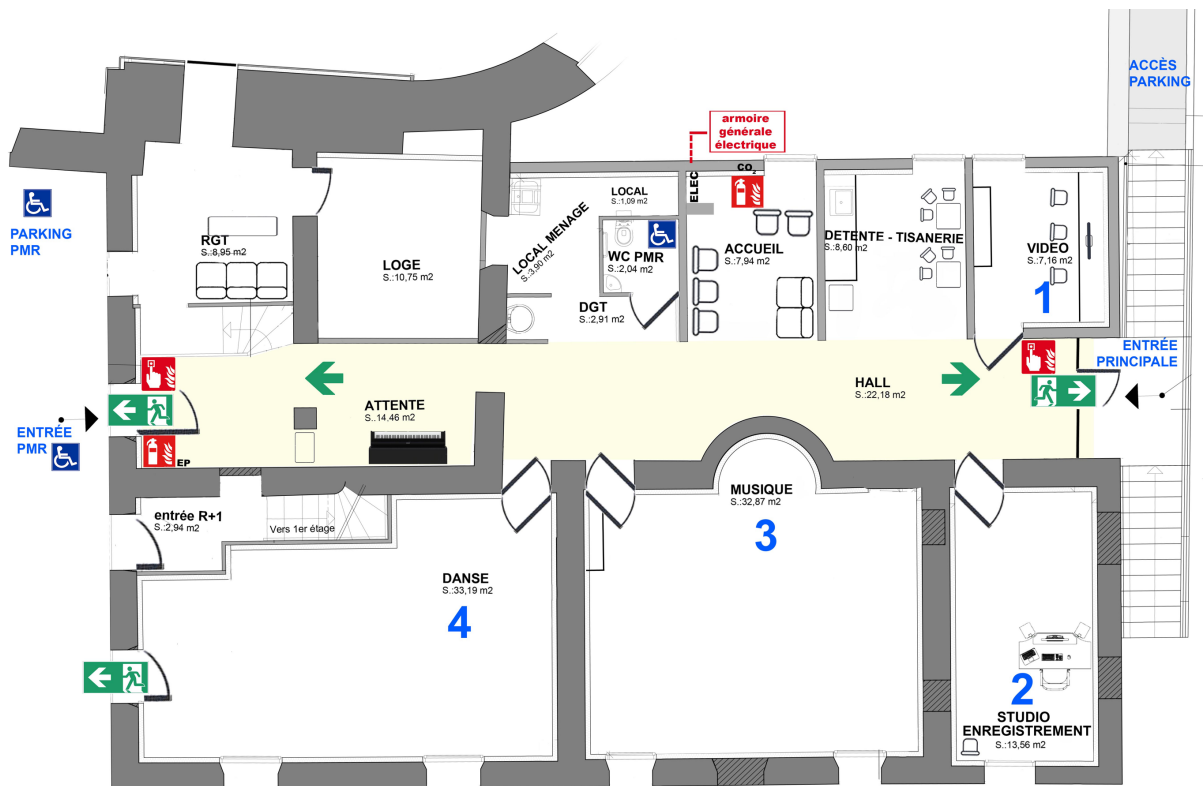 ACCÈS
PARKING
armoire
générale
électrique
CO2
ELEC
LOCAL
S.:1,09 m2
LOCAL MENAGE
S.:3.90 m2
WC PMR
S.:2,04 m2
DGT
S.:2,91 m2
ACCUEIL
S.:7,94 m2
DETENTE - TISANERIE
S.:8,60 m2
VIDEO
S.:7,16 m2
1
PARKING
PMR
RGT
S.:8,95 m2
LOGE
S.:10,75 m2
ENTRÉE
PRINCIPALE
HALL
S.:22,18 m2
ATTENTE
S.:14,46 m2
ENTRÉE
PMR
EP
entrée R+1
S.:2,94 m2
Vers 1er étage
MUSIQUE
S.:32,87 m2
3
DANSE
S.:33,19 m2
4
2
STUDIO
ENREGISTREMENT
S.:13,56 m2